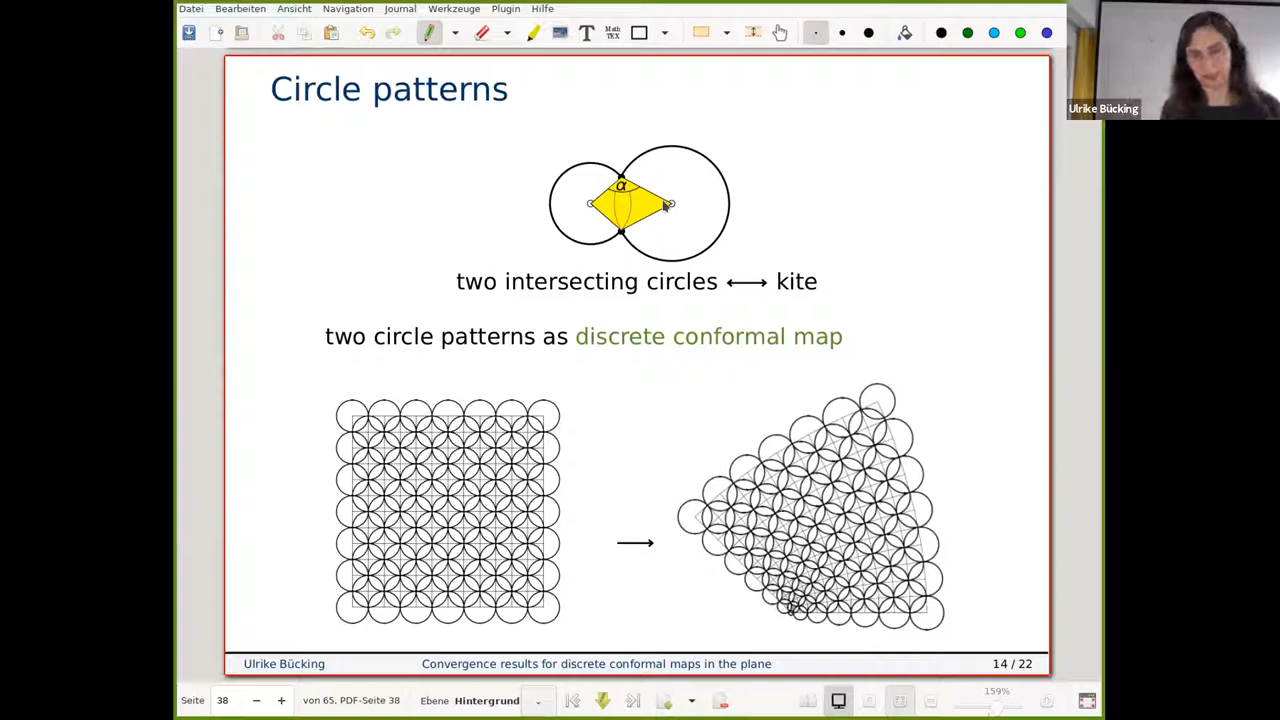 Datei Bearbeiten Ansicht Navigation Journal Werkzeuge Plugin Hilfe
T Math TEX
Ulrike Bücking
Circle patterns
α
two intersecting circles ⟷ kite
two circle patterns as discrete conformal map
Ulrike Bücking Convergence results for discrete conformal maps in the plane 14 / 22
Seite 38 von 65, PDF-Seite 38 Ebene Hintergrund 159%